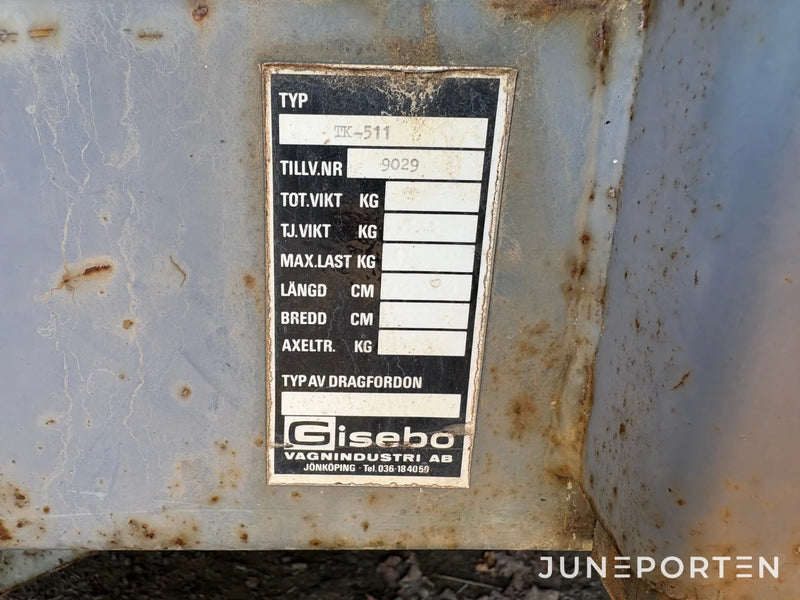 TYP
TK-511
TILLV.NR 9029
TOT.VIKT KG
TJ.VIKT KG
MAX.LAST KG
LÄNGD CM
BREDD CM
AXELTR. KG
TYP AV DRAGFORDON
Gisebo
VAGNINDUSTRI AB
JÖNKÖPING · Tel. 036-184050
JUNEPORTEN